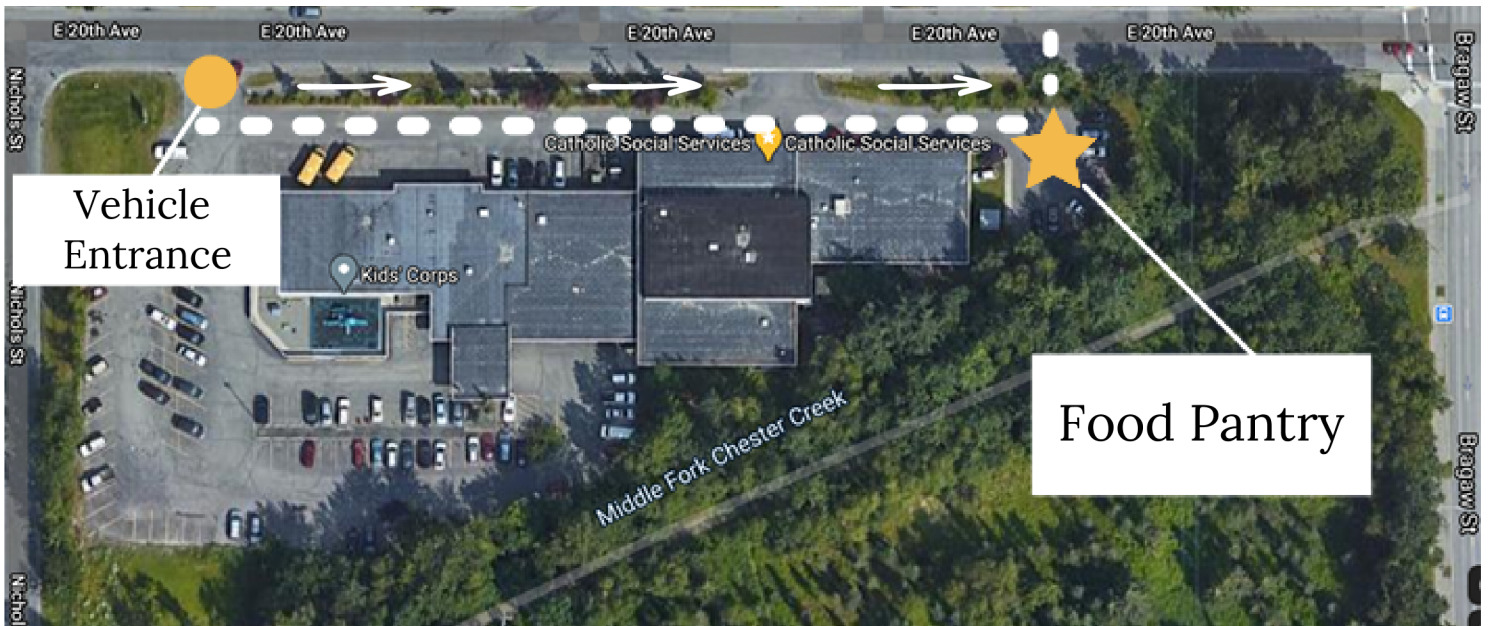 E 20th Ave
E 20th Ave
E 20th Ave
E 20th Ave
E 20th Ave
Nichols St
Bragaw St
Catholic Social Services
Catholic Social Services
Vehicle
Entrance
Kids' Corps
Nichols St
Food Pantry
Middle Fork Chester Creek
Bragaw St
Nichol